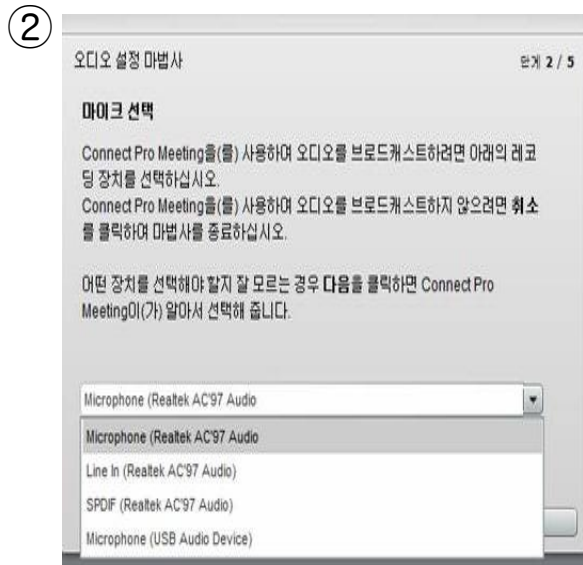 ②
오디오 설정 마법사
단계 2 / 5
마이크 선택
Connect Pro Meeting을(를) 사용하여 오디오를 브로드캐스트하려면 아래의 레코
딩 장치를 선택하십시오.
Connect Pro Meeting을(를) 사용하여 오디오를 브로드캐스트하지 않으려면 취소
를 클릭하여 마법사를 종료하십시오.
어떤 장치를 선택해야 할지 잘 모르는 경우 다음을 클릭하면 Connect Pro
Meeting이(가) 알아서 선택해 줍니다.
Microphone (Realtek AC'97 Audio
Microphone (Realtek AC'97 Audio
Line In (Realtek AC'97 Audio)
SPDIF (Realtek AC'97 Audio)
Microphone (USB Audio Device)